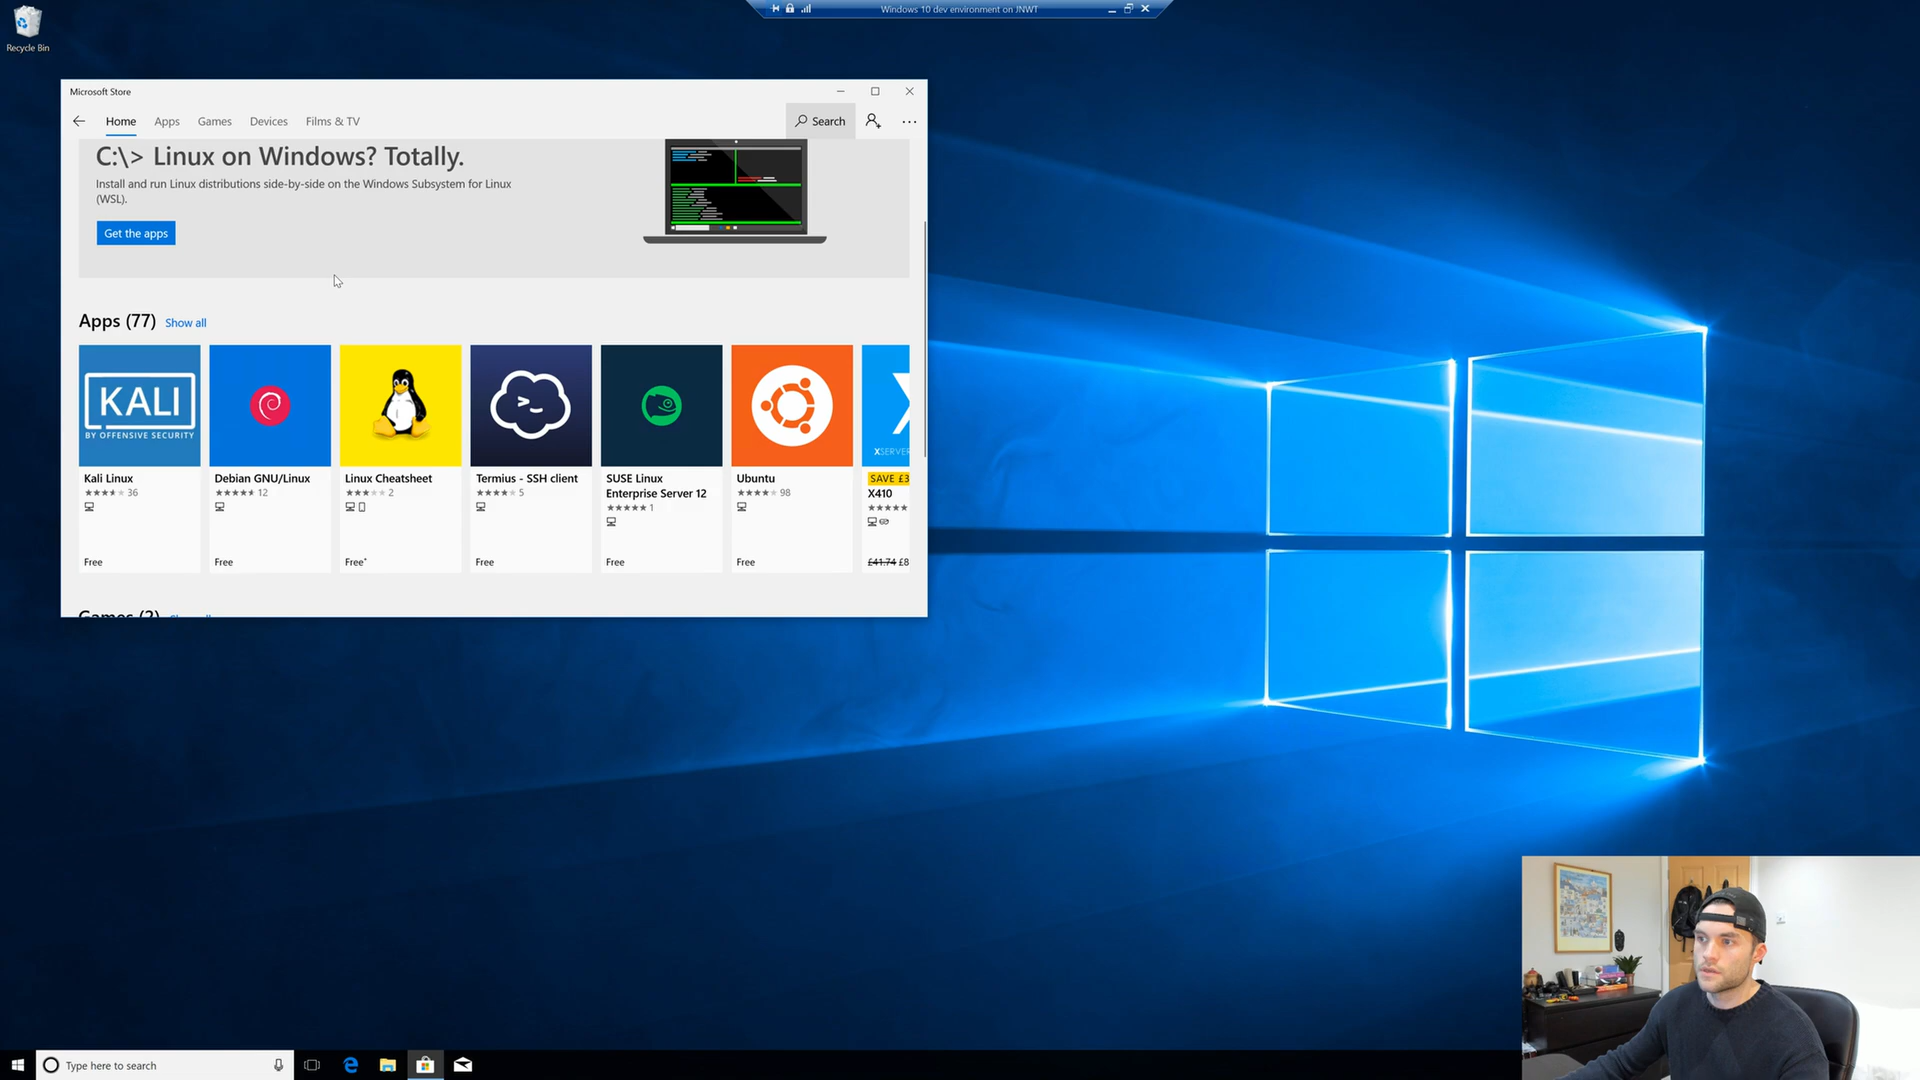 Recycle Bin
Windows 10 dev environment on JNWT
Microsoft Store
Home Apps Games Devices Films & TV Search
C:\> Linux on Windows? Totally.
Install and run Linux distributions side-by-side on the Windows Subsystem for Linux
(WSL).
Get the apps
Apps (77) Show all
KALI
BY OFFENSIVE SECURITY
XSERVER
Kali Linux
36
Free
Debian GNU/Linux
12
Free
Linux Cheatsheet
2
Free*
Termius - SSH client
5
Free
SUSE Linux
Enterprise Server 12
1
Free
Ubuntu
98
Free
SAVE £3
X410
£41.74 £8
Games (2)
Type here to search